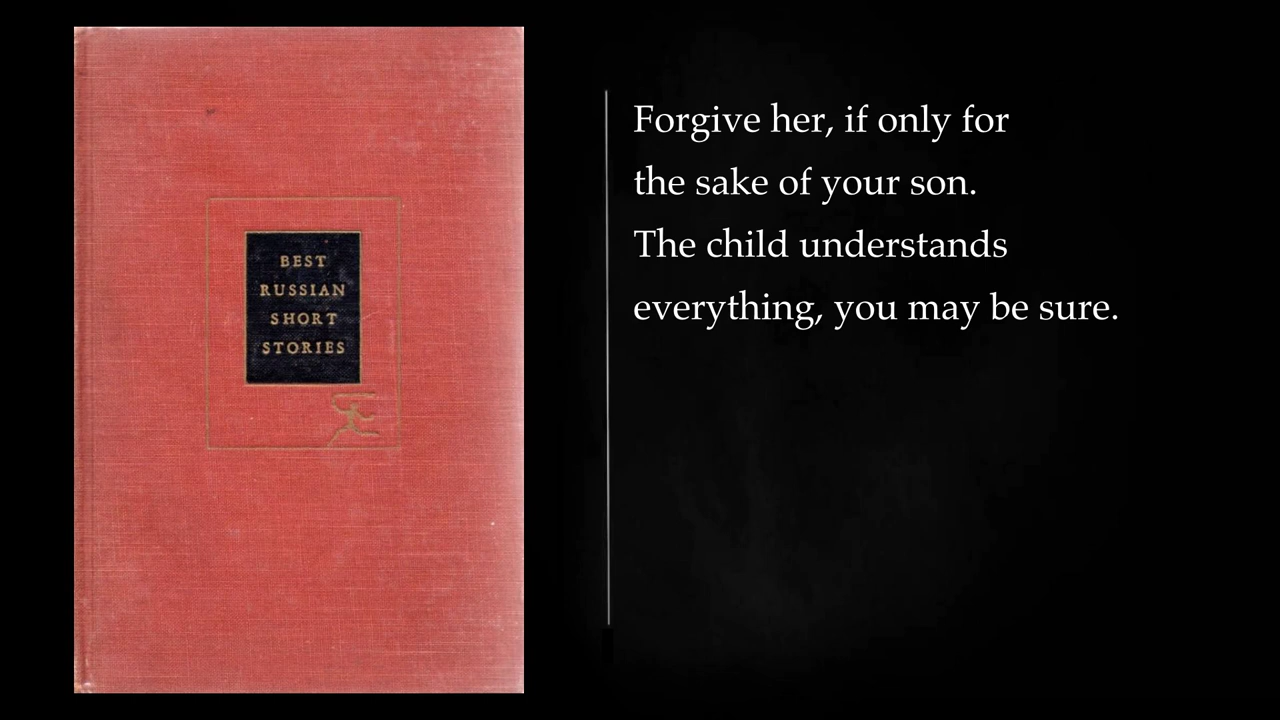 BEST
RUSSIAN
SHORT
STORIES
Forgive her, if only for
the sake of your son.
The child understands
everything, you may be sure.